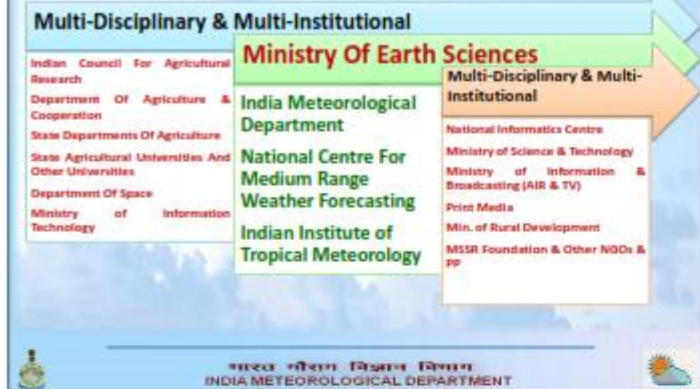 Multi-Disciplinary & Multi-Institutional
Indian Council For Agricultural
Research
Department Of Agriculture &
Cooperation
State Departments Of Agriculture
State Agricultural Universities And
Other Universities
Department Of Space
Ministry of Information
Technology
Ministry Of Earth Sciences
India Meteorological
Department
National Centre For
Medium Range
Weather Forecasting
Indian Institute of
Tropical Meteorology
Multi-Disciplinary & Multi-
Institutional
National Informatics Centre
Ministry of Science & Technology
Ministry of Information &
Broadcasting (AIR & TV)
Print Media
Min. of Rural Development
MSSR Foundation & Other NGOs &
PP
भारत मौसम विज्ञान विभाग
INDIA METEOROLOGICAL DEPARTMENT